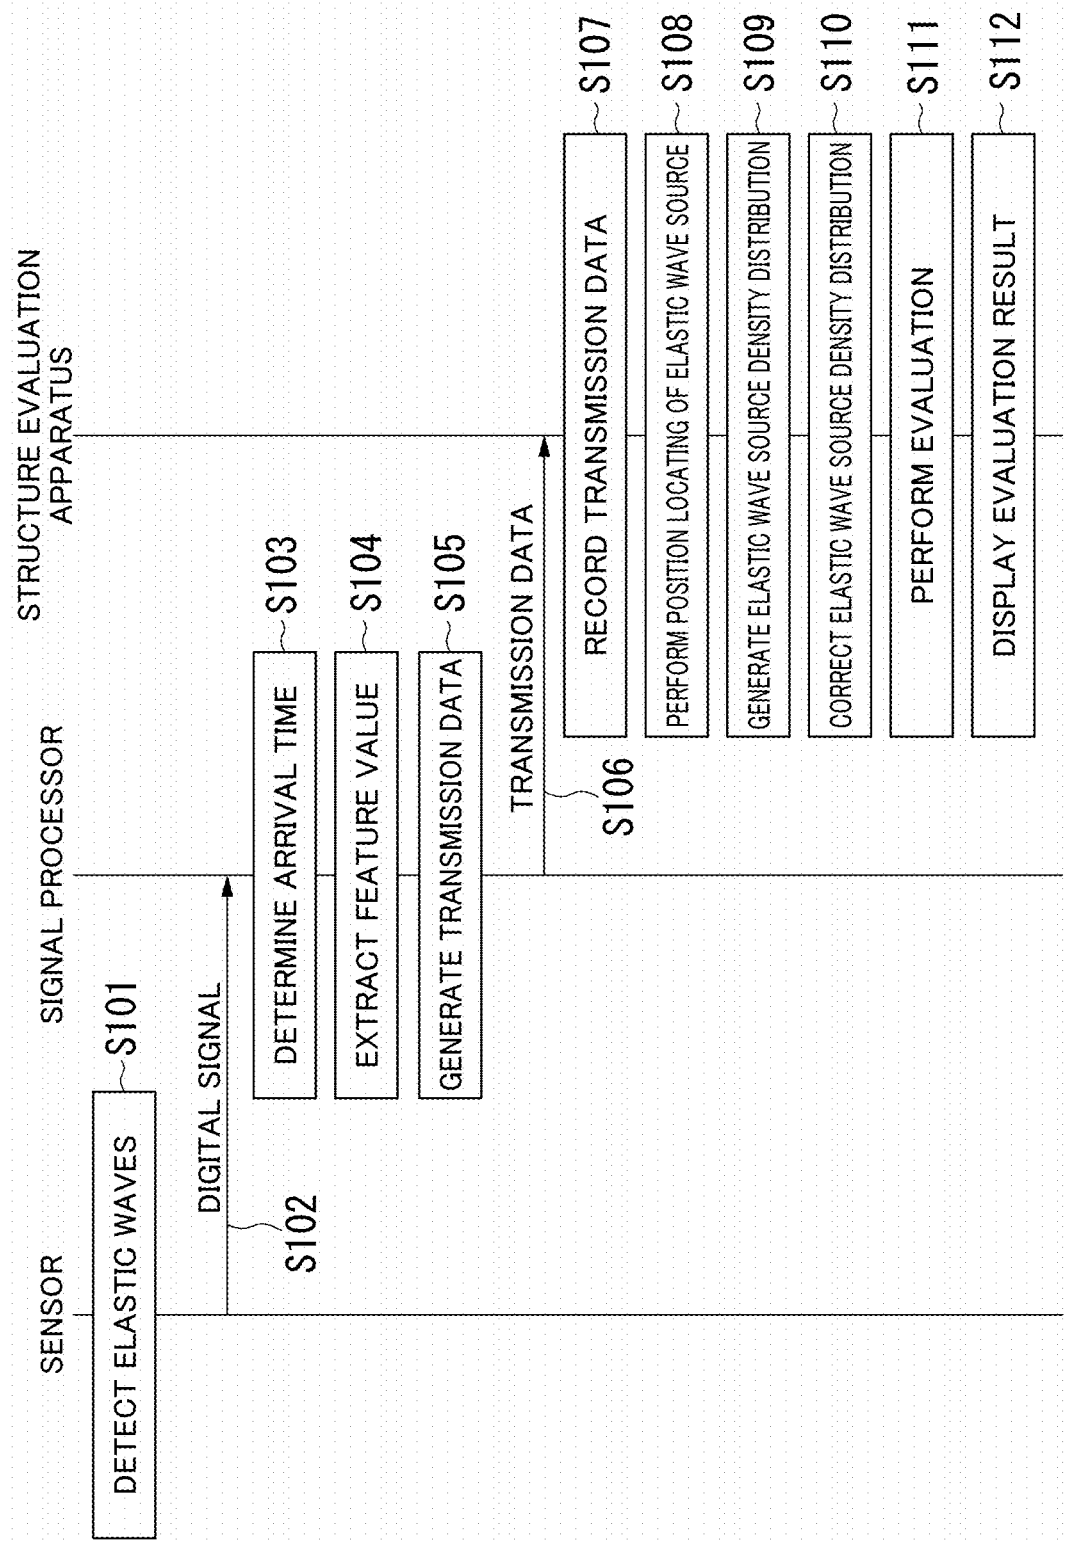 SENSOR
SIGNAL PROCESSOR
STRUCTURE EVALUATION
APPARATUS
DETECT ELASTIC WAVES
S101
DIGITAL SIGNAL
S102
DETERMINE ARRIVAL TIME
S103
EXTRACT FEATURE VALUE
S104
GENERATE TRANSMISSION DATA
S105
TRANSMISSION DATA
S106
RECORD TRANSMISSION DATA
S107
PERFORM POSITION LOCATING OF ELASTIC WAVE SOURCE
S108
GENERATE ELASTIC WAVE SOURCE DENSITY DISTRIBUTION
S109
CORRECT ELASTIC WAVE SOURCE DENSITY DISTRIBUTION
S110
PERFORM EVALUATION
S111
DISPLAY EVALUATION RESULT
S112